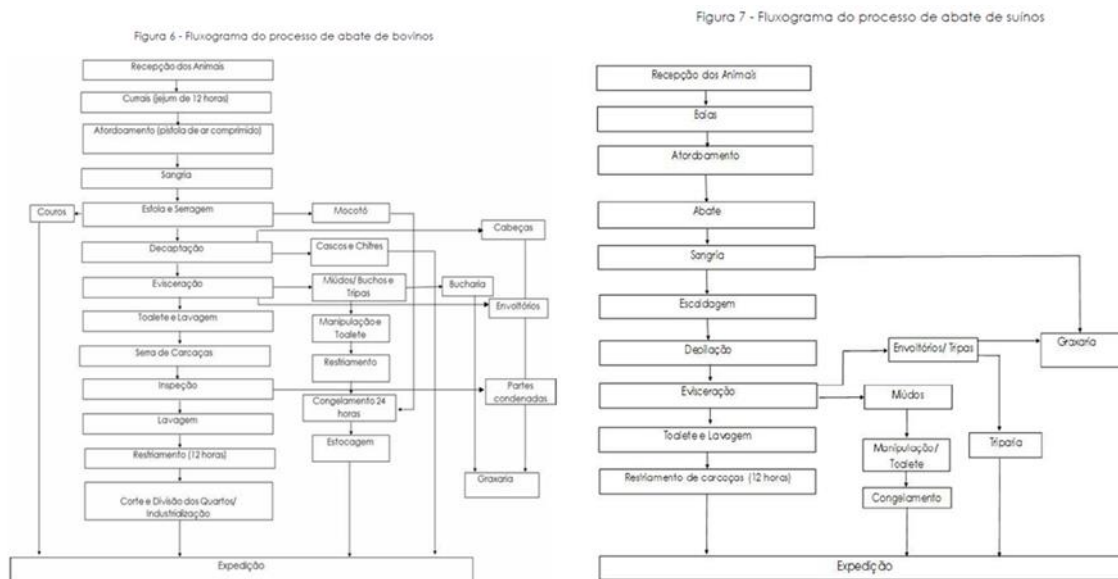 Figura 6 - Fluxograma do processo de abate de bovinos
Recepção dos Animais
Currais (jejum de 12 horas)
Atordoamento (pistola de ar comprimido)
Sangria
Couros
Esfola e Serragem
Mocotó
Cabeças
Decaptação
Cascos e Chifres
Evisceração
Miúdos/ Buchos e
Tripas
Bucharia
Envoltórios
Toalete e Lavagem
Manipulação e
Toalete
Serra de Carcaças
Restriamento
Inspeção
Partes
condenadas
Congelamento 24
horas
Lavagem
Estocagem
Restriamento (12 horas)
Graxaria
Corte e Divisão dos Quartos/
Industrialização
Expedição
Figura 7 - Fluxograma do processo de abate de suínos
Recepção dos Animais
Baias
Atordoamento
Abate
Sangria
Escaldagem
Depilação
Envoltórios/ Tripas
Graxaria
Evisceração
Miúdos
Toalete e Lavagem
Manipulação/
Toalete
Triparia
Restriamento de carcaças (12 horas)
Congelamento
Expedição